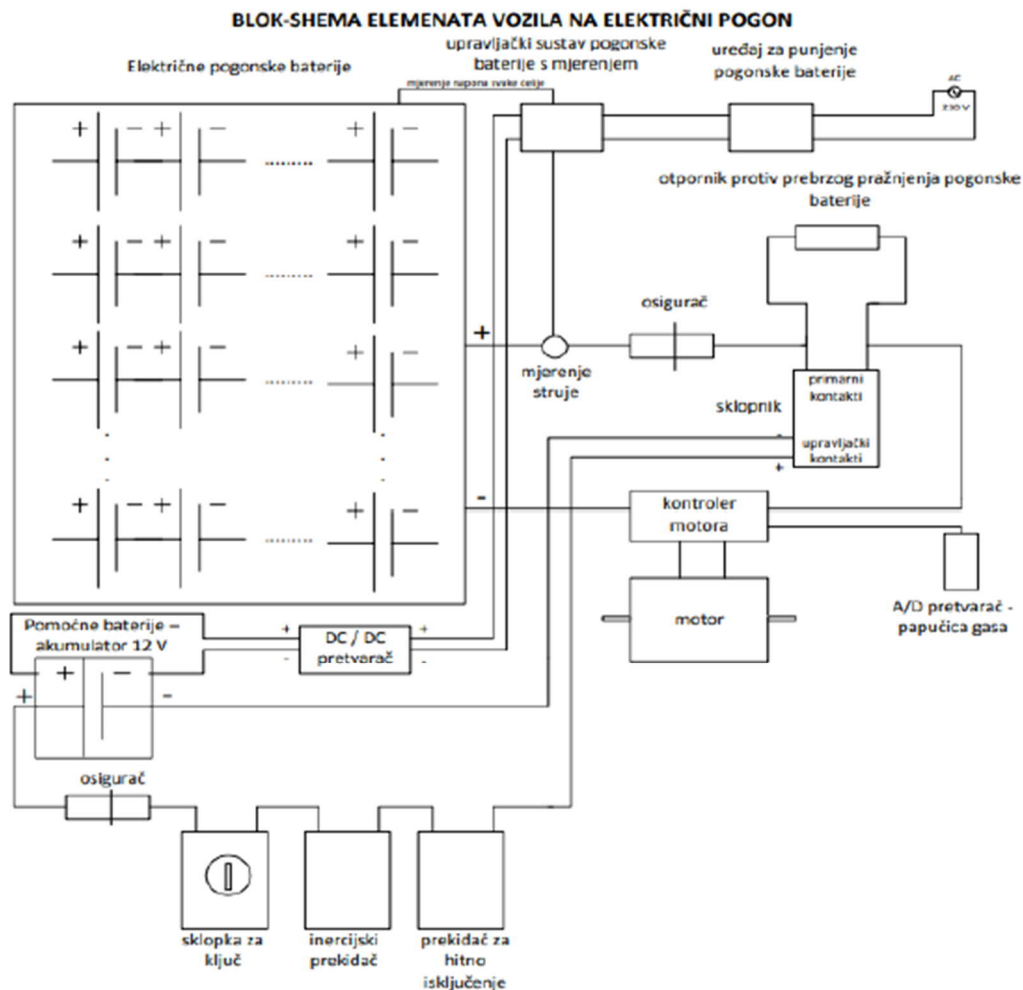 BLOK-SHEMA ELEMENATA VOZILA NA ELEKTRIČNI POGON
Električne pogonske baterije
upravljački sustav pogonske
baterije s mjerenjem
uređaj za punjenje
pogonske baterije
mjerenje napona svake ćelije
AC
230 V
otpornik protiv prebrzog pražnjenja pogonske
baterije
+ − + − ......... + −
+ − + − ......... + −
+ − + − ......... + −
+ − + − ......... + −
+
osigurač
mjerenje
struje
primarni
kontakti
sklopnik
-
upravljački
kontakti
+
-
kontroler
motora
motor
A/D pretvarač -
papučica gasa
Pomoćne baterije –
akumulator 12 V
+ +
DC / DC
pretvarač
- -
+ −
+ -
osigurač
sklopka za
ključ
inercijski
prekidač
prekidač za
hitno
isključenje